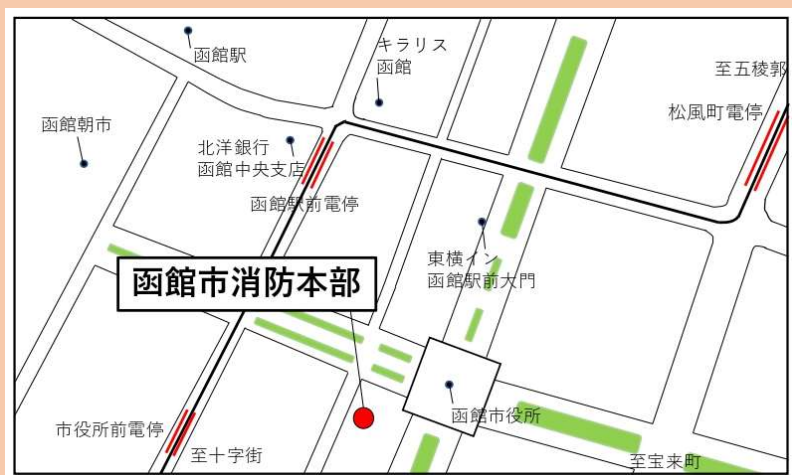 函館駅
キラリス
函館
至五稜郭
松風町電停
函館朝市
北洋銀行
函館中央支店
函館駅前電停
東横イン
函館駅前大門
函館市消防本部
函館市役所
市役所前電停
至十字街
至宝来町